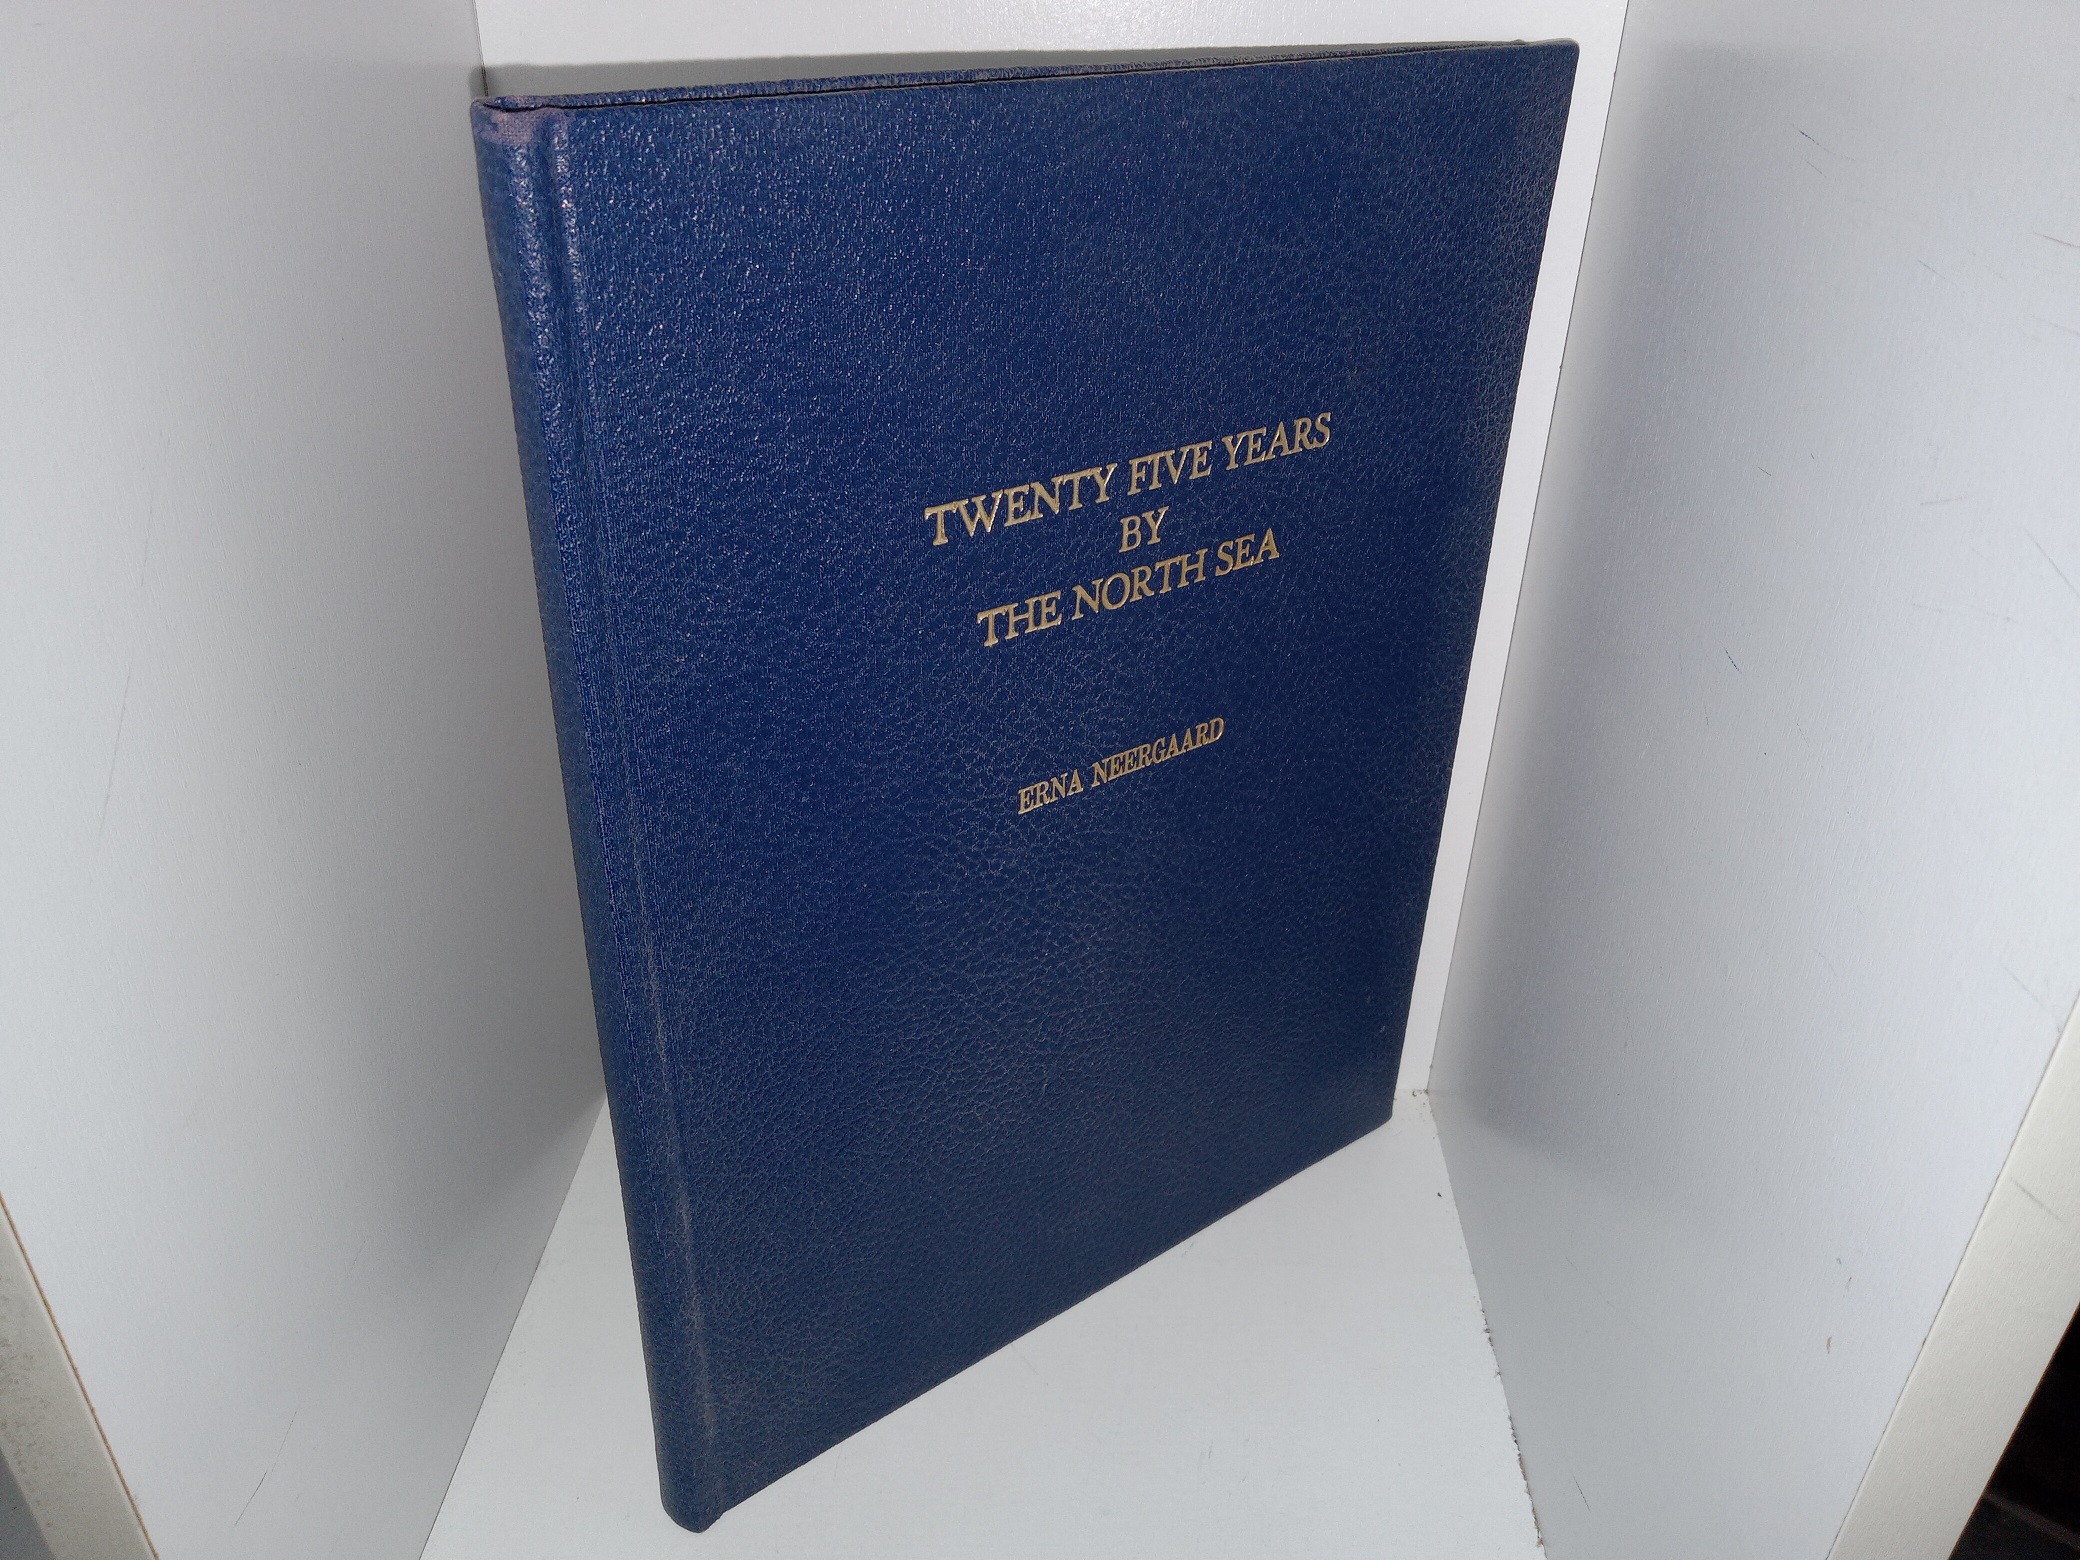 TWENTY FIVE YEARS
BY
THE NORTH SEA
ERNA NEERGAARD